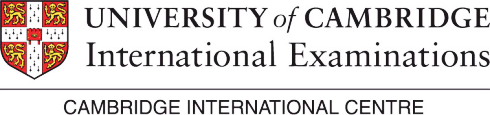 UNIVERSITY of CAMBRIDGE
International Examinations
CAMBRIDGE INTERNATIONAL CENTRE